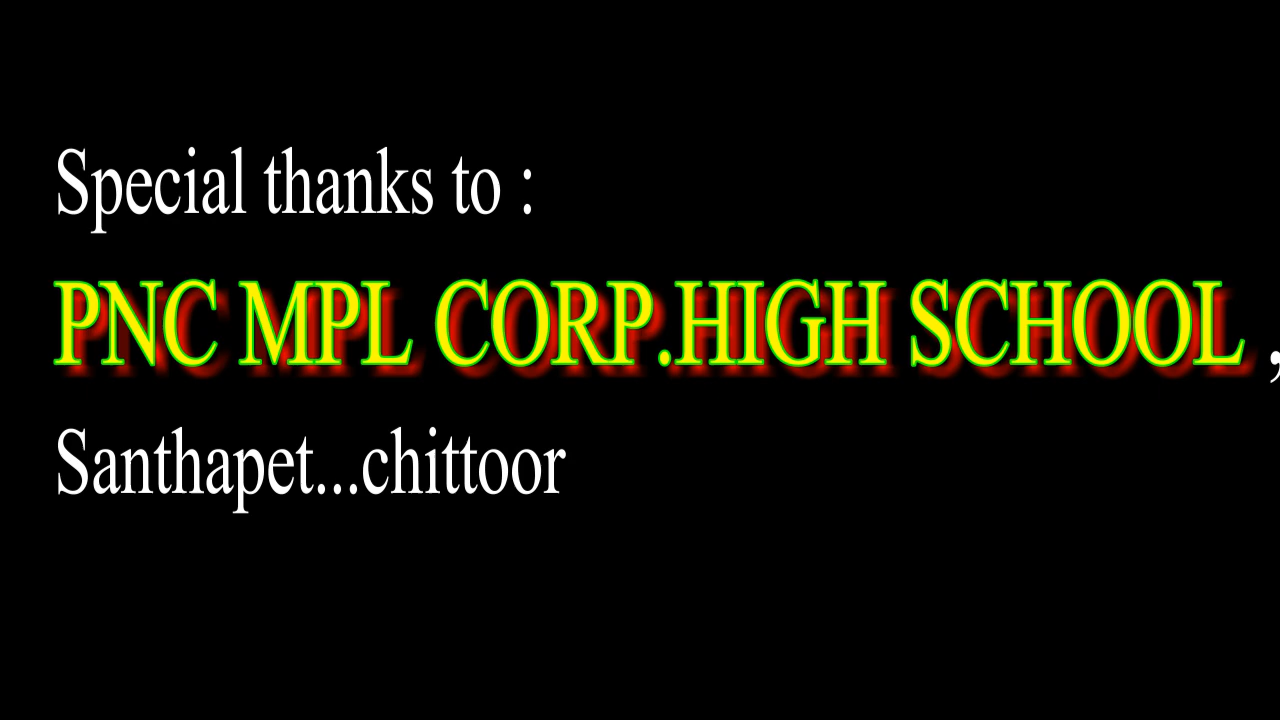 Special thanks to :
PNC MPL CORP.HIGH SCHOOL ,
Santhapet...chittoor